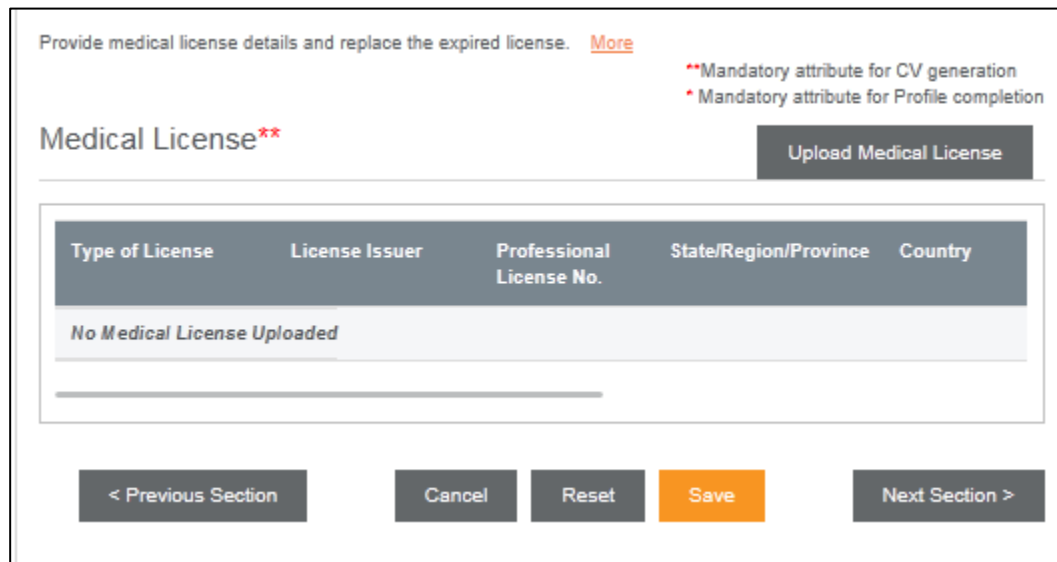 Provide medical license details and replace the expired license. More
**Mandatory attribute for CV generation
* Mandatory attribute for Profile completion
Medical License**
Upload Medical License
Type of License License Issuer Professional License No. State/Region/Province Country
No Medical License Uploaded
< Previous Section Cancel Reset Save Next Section >